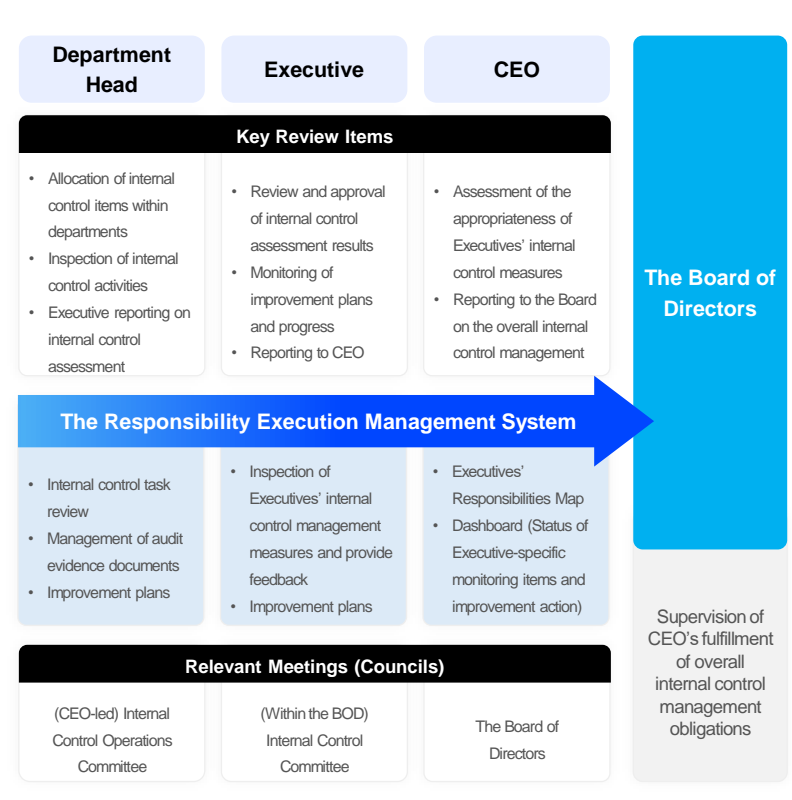 Department
Head
Executive
CEO
Key Review Items
• Allocation of internal
control items within
departments
• Inspection of internal
control activities
• Executive reporting on
internal control
assessment
• Review and approval
of internal control
assessment results
• Monitoring of
improvement plans
and progress
• Reporting to CEO
• Assessment of the
appropriateness of
Executives' internal
control measures
• Reporting to the Board
on the overall internal
control management
The Responsibility Execution Management System
• Internal control task
review
• Management of audit
evidence documents
• Improvement plans
• Inspection of
Executives' internal
control management
measures and provide
feedback
• Improvement plans
• Executives'
Responsibilities Map
• Dashboard (Status of
Executive-specific
monitoring items and
improvement action)
Relevant Meetings (Councils)
(CEO-led) Internal
Control Operations
Committee
(Within the BOD)
Internal Control
Committee
The Board of
Directors
The Board of
Directors
Supervision of
CEO's fulfillment
of overall
internal control
management
obligations